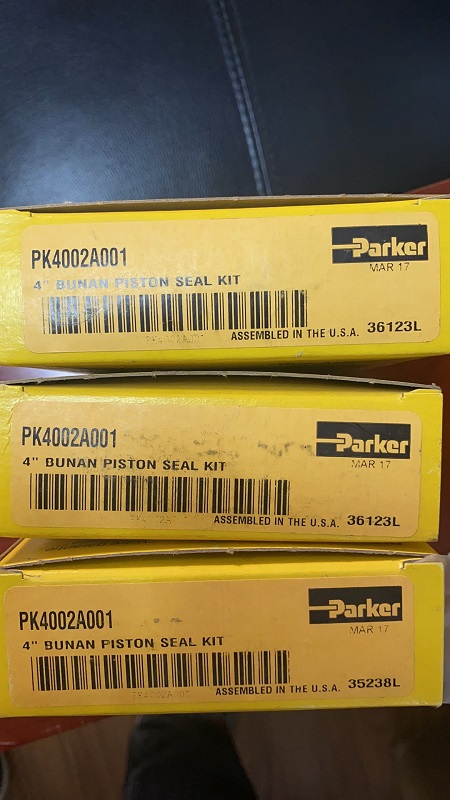 Parker
PK4002A001
MAR 17
4" BUNAN PISTON SEAL KIT
PK4002A001
ASSEMBLED IN THE U.S.A. 36123L
Parker
PK4002A001
MAR 17
4" BUNAN PISTON SEAL KIT
ASSEMBLED IN THE U.S.A. 36123L
Parker
PK4002A001
MAR 17
4" BUNAN PISTON SEAL KIT
PK4002A001
ASSEMBLED IN THE U.S.A. 35238L